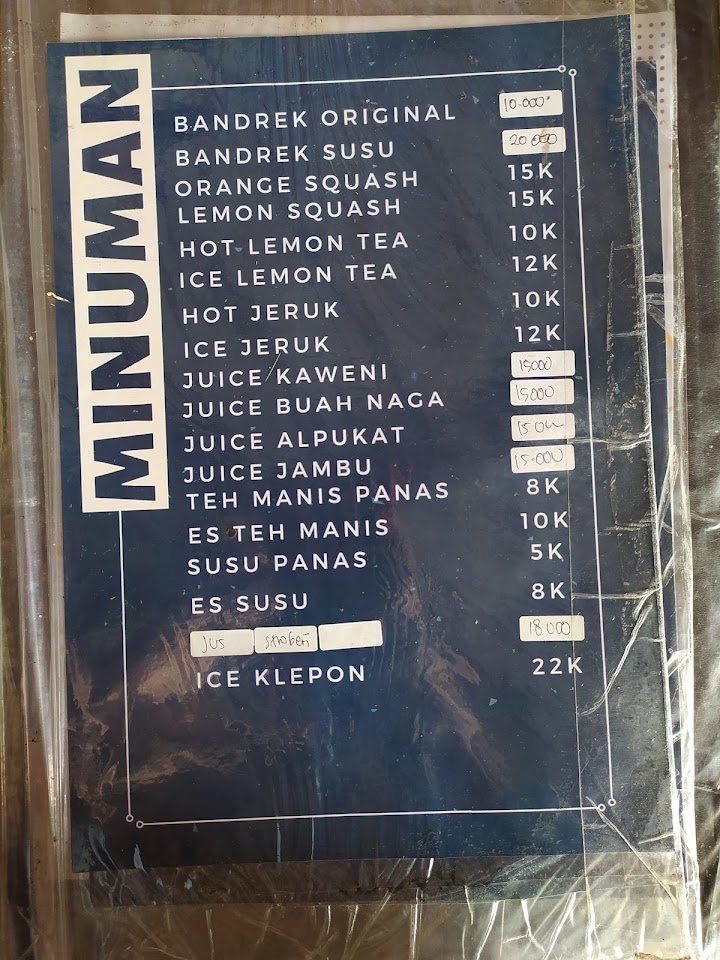 MINUMAN
BANDREK ORIGINAL 10.000
BANDREK SUSU 20.000
ORANGE SQUASH 15K
LEMON SQUASH 15K
HOT LEMON TEA 10K
ICE LEMON TEA 12K
HOT JERUK 10K
ICE JERUK 12K
JUICE KAWENI 15000
JUICE BUAH NAGA 15000
JUICE ALPUKAT
JUICE JAMBU 15.000
TEH MANIS PANAS 8K
ES TEH MANIS 10K
SUSU PANAS 5K
ES SUSU 8K
JUS 18000
ICE KLEPON 22K